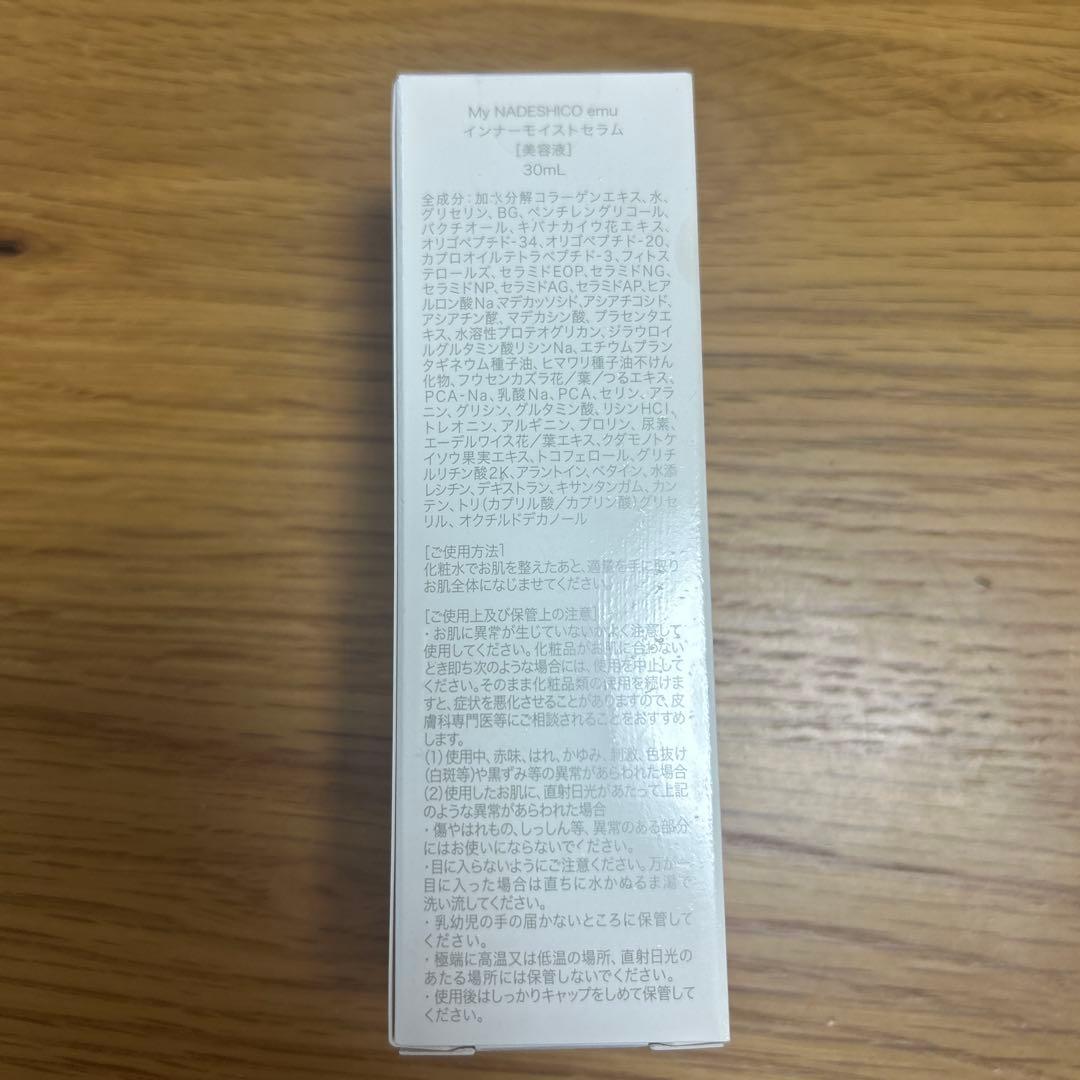 My NADESHICO emu
インナーモイストセラム
[美容液]
30mL
全成分：加水分解コラーゲンエキス、水、
グリセリン、BG、ペンチレングリコール、
バクチオール、キバナカイウ花エキス、
オリゴペプチド-34、オリゴペプチド-20、
カプロオイルテトラペプチド-3、フィトス
テロールズ、セラミドEOP、セラミドNG、
セラミドNP、セラミドAG、セラミドAP、ヒア
ルロン酸Na、マデカッソシド、アシアチコシド、
アシアチン酸、マデカシン酸、プラセンタエ
キス、水溶性プロテオグリカン、ジラウロイ
ルグルタミン酸リシンNa、エチウムプラン
タギネウム種子油、ヒマワリ種子油不けん
化物、フウセンカズラ花／葉／つるエキス、
PCA-Na、乳酸Na、PCA、セリン、アラ
ニン、グリシン、グルタミン酸、リシンHCl、
トレオニン、アルギニン、プロリン、尿素、
エーデルワイス花／葉エキス、クダモノトケ
イソウ果実エキス、トコフェロール、グリチ
ルリチン酸2K、アラントイン、ベタイン、水添
レシチン、デキストラン、キサンタンガム、カン
テン、トリ(カプリル酸／カプリン酸)グリセ
リル、オクチルドデカノール
[ご使用方法]
化粧水でお肌を整えたあと、適量を手に取り
お肌全体になじませてください。
[ご使用上及び保管上の注意]
・お肌に異常が生じていないかよく注意して
使用してください。化粧品がお肌に合わない
とき即ち次のような場合には、使用を中止して
ください。そのまま化粧品類の使用を続けま
すと、症状を悪化させることがありますので、皮
膚科専門医等にご相談されることをおすすめ
します。
(1)使用中、赤味、はれ、かゆみ、刺激、色抜け
(白斑等)や黒ずみ等の異常があらわれた場合
(2)使用したお肌に、直射日光があたって上記
のような異常があらわれた場合
・傷やはれもの、しっしん等、異常のある部分
にはお使いにならないでください。
・目に入らないようにご注意ください。万が一
目に入った場合は直ちに水かぬるま湯で
洗い流してください。
・乳幼児の手の届かないところに保管して
ください。
・極端に高温又は低温の場所、直射日光の
あたる場所には保管しないでください。
・使用後はしっかりキャップをしめて保管して
ください。